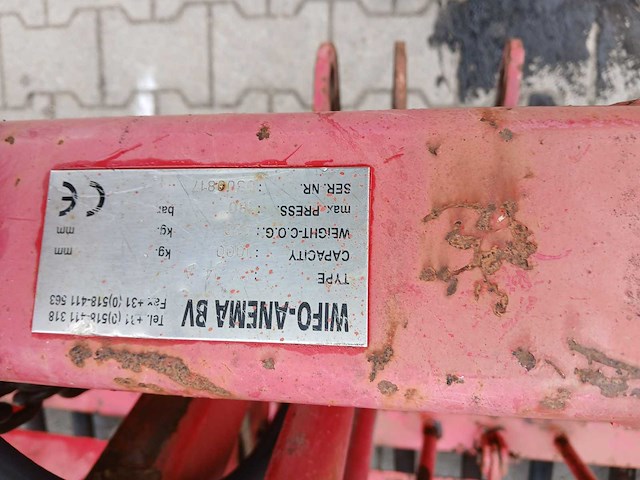 WIFO-ANEMA BV
Tel. +31 (0)518-411 318
Fax +31 (0)518-411 563
TYPE :
CAPACITY : kg. mm
WEIGHT-C.O.G.: kg. mm
max. PRESS. : bar
SER. NR. :
CE